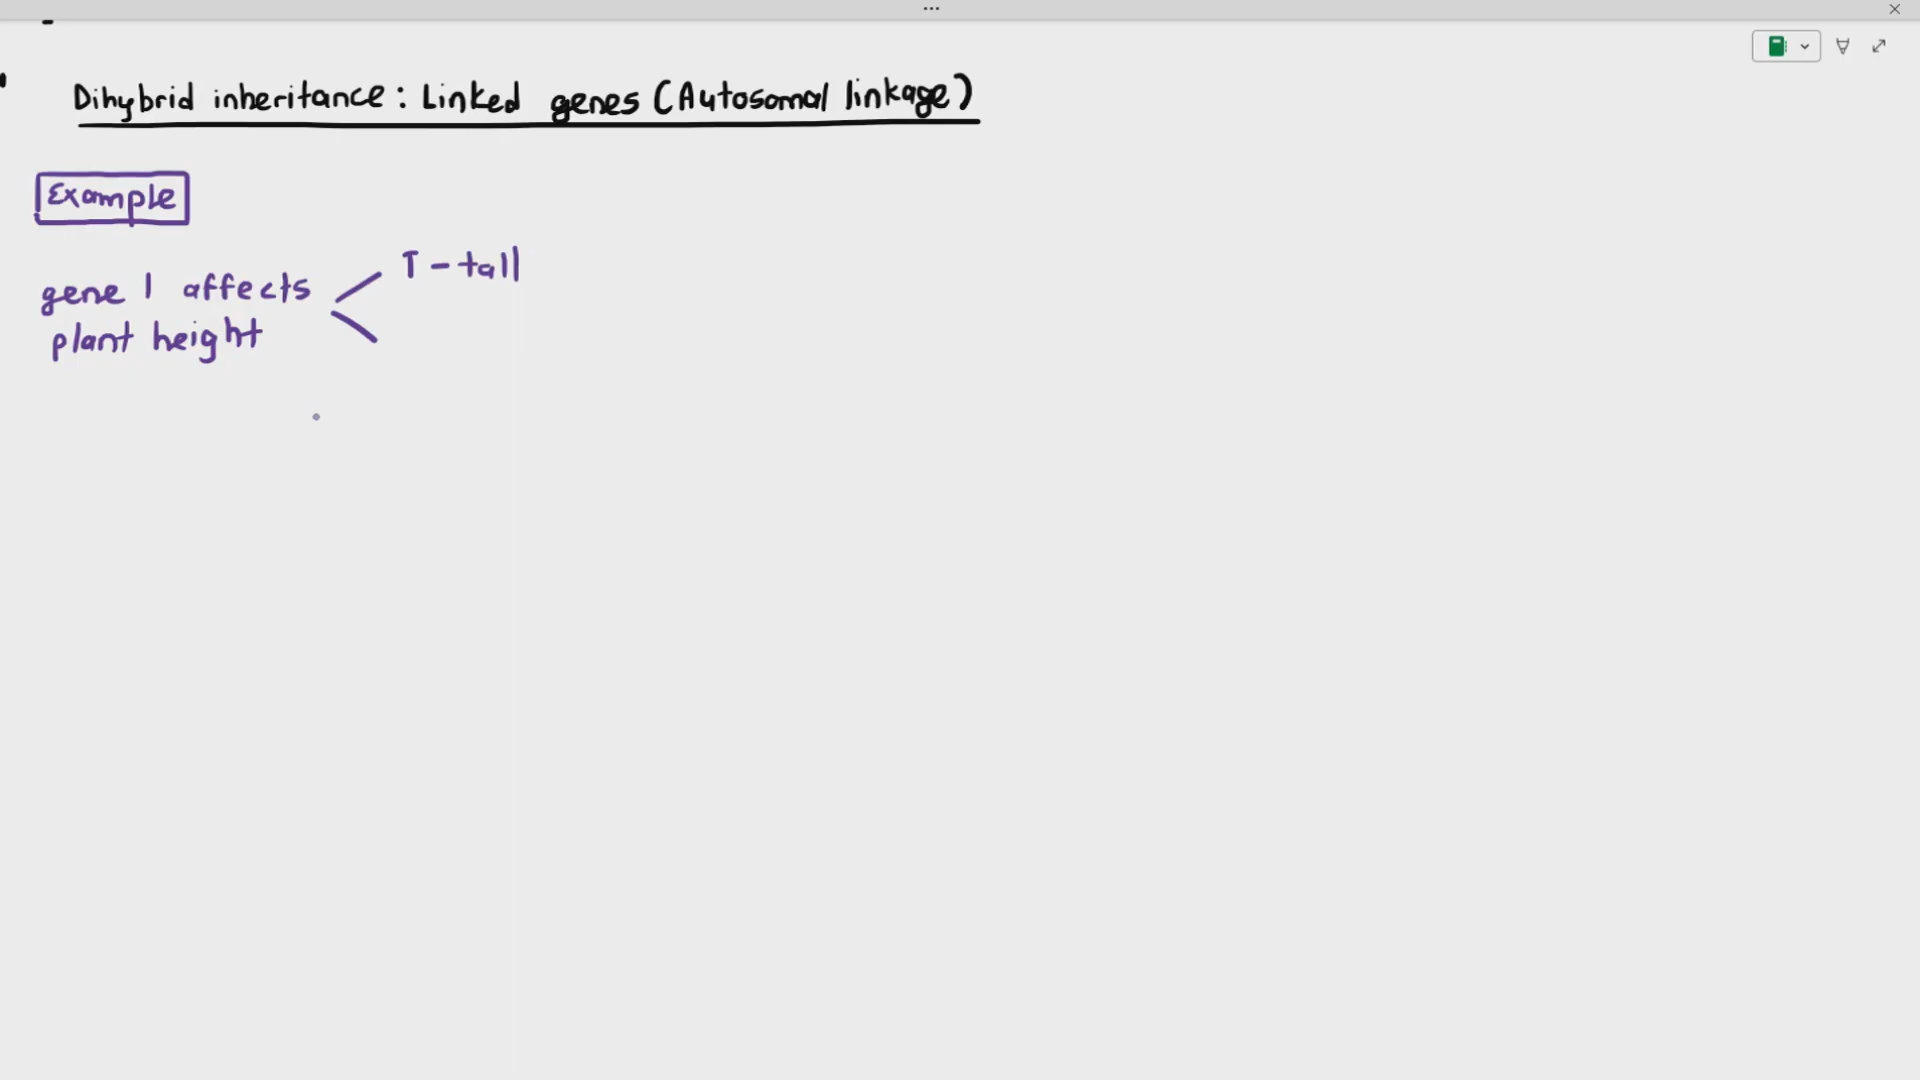 Dihybrid inheritance: Linked genes (Autosomal linkage)
Example
gene 1 affects
plant height
T - tall